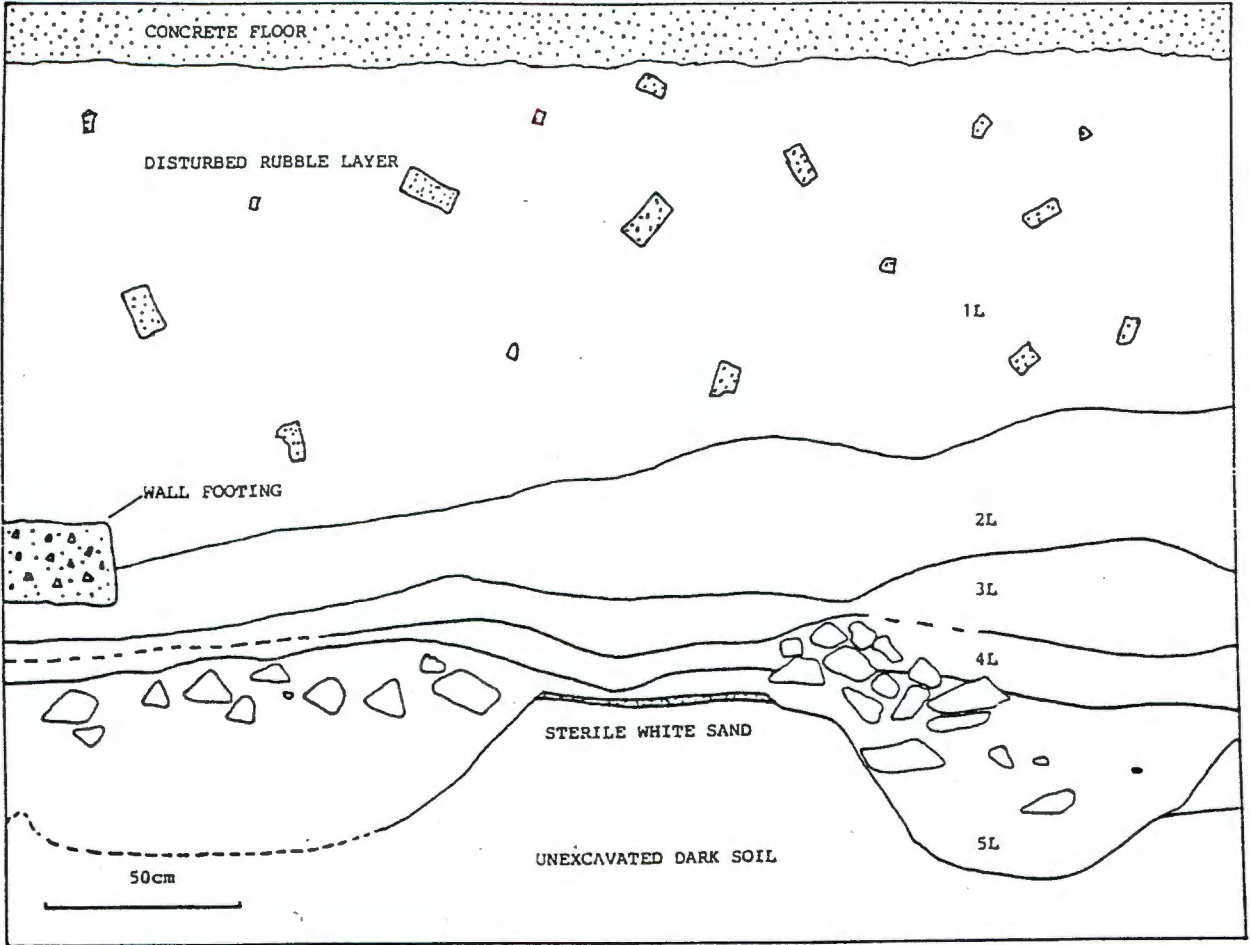 CONCRETE FLOOR
DISTURBED RUBBLE LAYER
1L
WALL FOOTING
2L
3L
4L
STERILE WHITE SAND
5L
UNEXCAVATED DARK SOIL
50cm